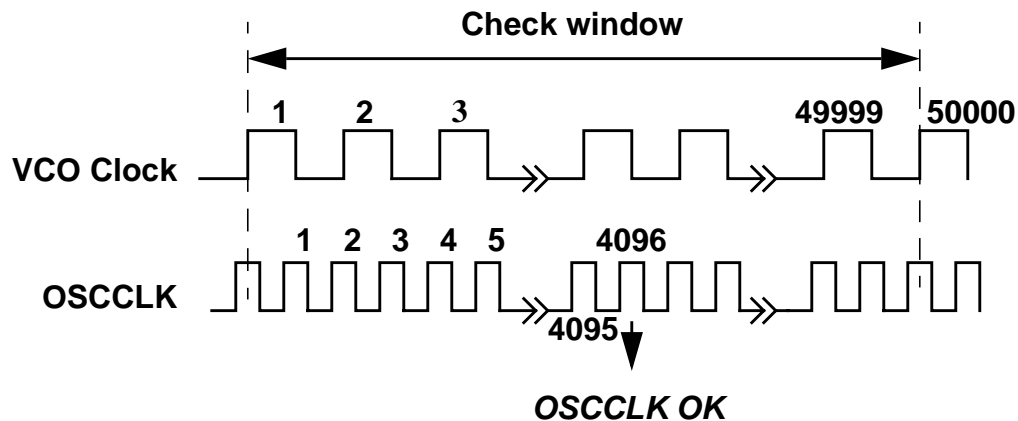 Check window
1 2 3 49999 50000
VCO Clock
1 2 3 4 5 4096
OSCCLK
4095
OSCCLK OK